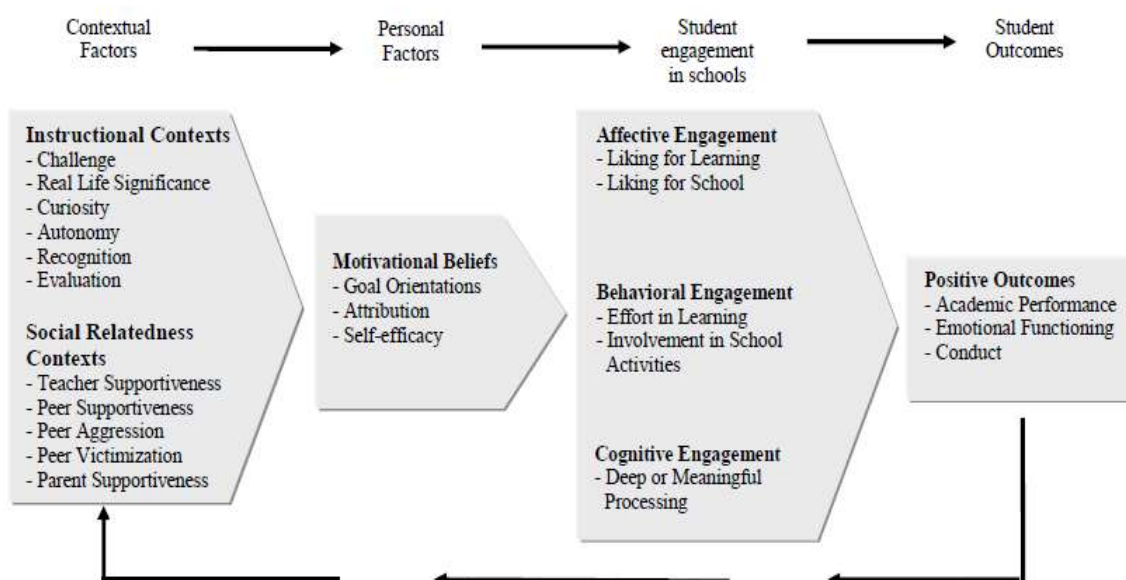 Contextual
Factors
Personal
Factors
Student
engagement
in schools
Student
Outcomes
Instructional Contexts
- Challenge
- Real Life Significance
- Curiosity
- Autonomy
- Recognition
- Evaluation
Social Relatedness
Contexts
- Teacher Supportiveness
- Peer Supportiveness
- Peer Aggression
- Peer Victimization
- Parent Supportiveness
Motivational Beliefs
- Goal Orientations
- Attribution
- Self-efficacy
Affective Engagement
- Liking for Learning
- Liking for School
Behavioral Engagement
- Effort in Learning
- Involvement in School
Activities
Cognitive Engagement
- Deep or Meaningful
Processing
Positive Outcomes
- Academic Performance
- Emotional Functioning
- Conduct